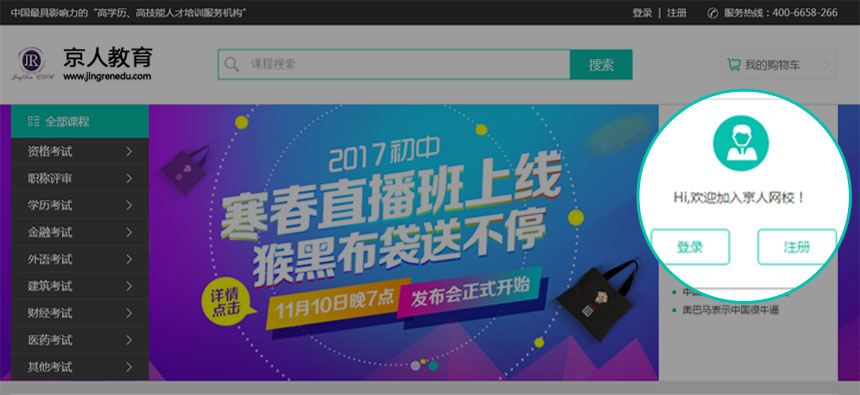 中国最具影响力的“高学历、高技能人才培训服务机构”
登录 | 注册
服务热线：400-6658-266
JR
京人教育
www.jingrenedu.com
课程搜索
搜索
我的购物车
全部课程
资格考试
职称评审
学历考试
金融考试
外语考试
建筑考试
财经考试
医药考试
其他考试
2017初中
寒春直播班上线
猴黑布袋送不停
详情
点击
11月10日晚7点
发布会正式开始
Hi,欢迎加入京人网校！
登录
注册
奥巴马表示中国很牛逼